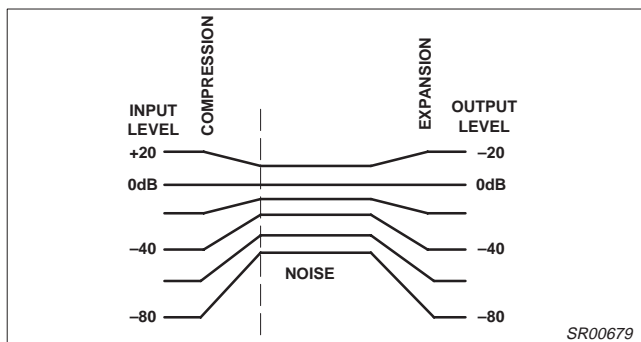 COMPRESSION
EXPANSION
INPUT
LEVEL
OUTPUT
LEVEL
+20
–20
0dB
0dB
–40
–40
NOISE
–80
–80
SR00679